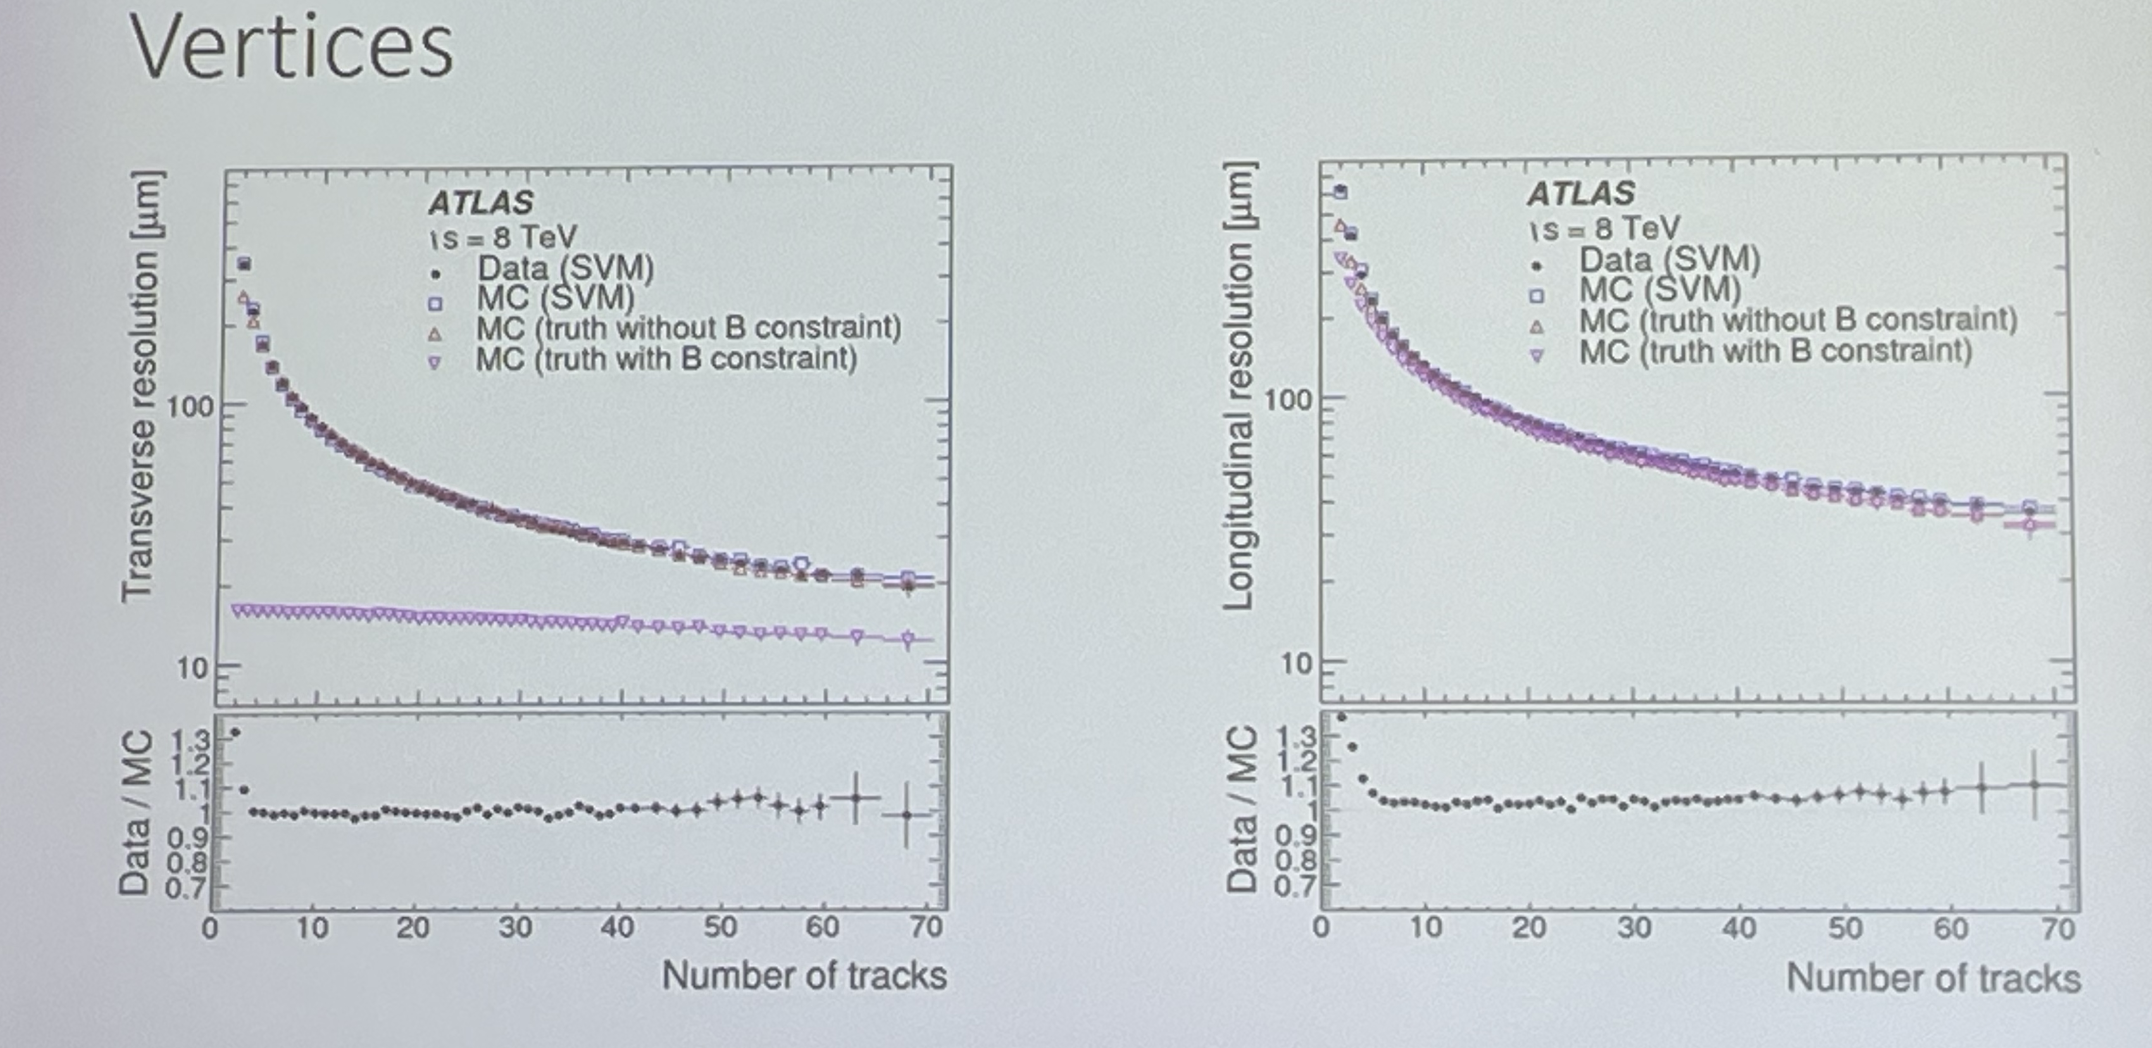 Vertices
Transverse resolution [μm]
ATLAS
√s = 8 TeV
Data (SVM)
MC (SVM)
MC (truth without B constraint)
MC (truth with B constraint)
100
10
Data / MC
1.3
1.2
1.1
1
0.9
0.8
0.7
0 10 20 30 40 50 60 70
Number of tracks
Longitudinal resolution [μm]
ATLAS
√s = 8 TeV
Data (SVM)
MC (SVM)
MC (truth without B constraint)
MC (truth with B constraint)
100
10
Data / MC
1.3
1.2
1.1
1
0.9
0.8
0.7
0 10 20 30 40 50 60 70
Number of tracks